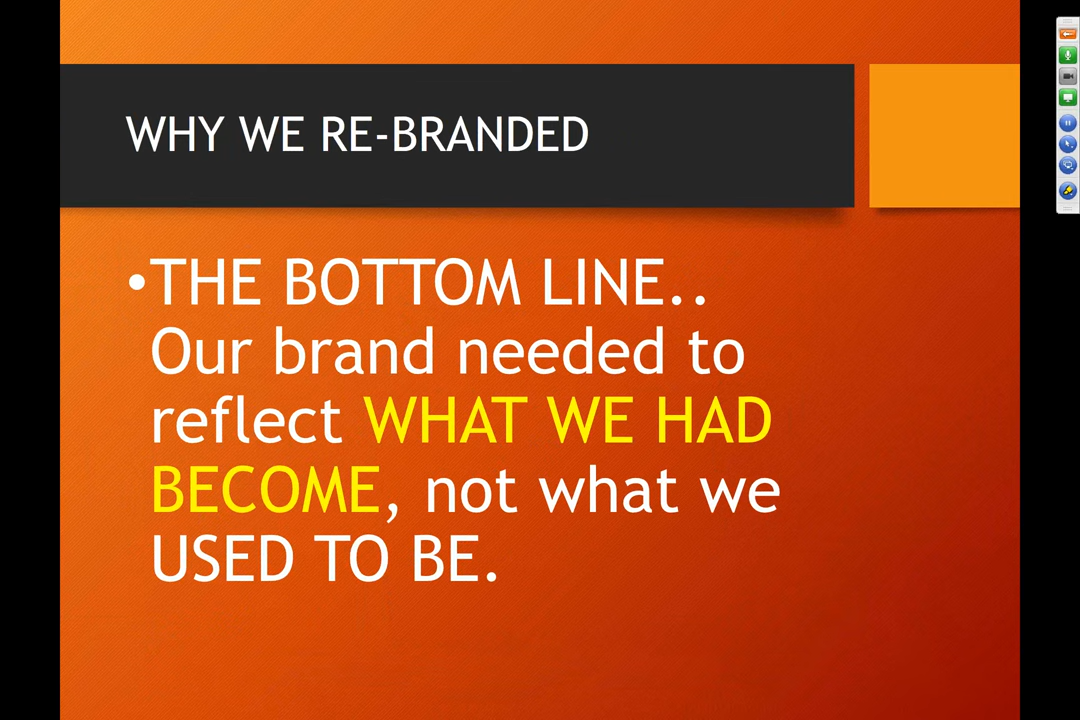 WHY WE RE-BRANDED
•THE BOTTOM LINE..
Our brand needed to
reflect WHAT WE HAD
BECOME, not what we
USED TO BE.